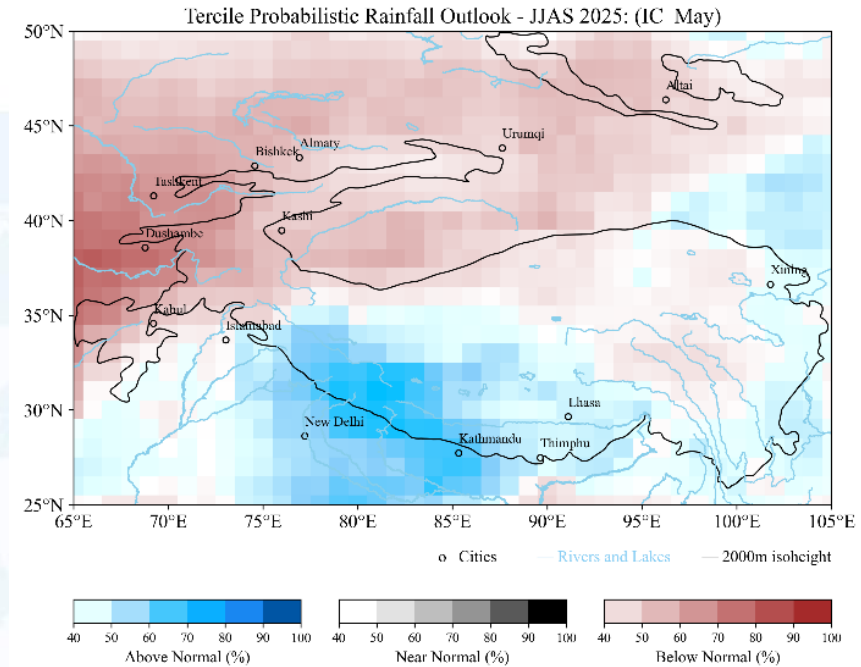 Tercile Probabilistic Rainfall Outlook - JJAS 2025: (IC May)
50°N
45°N
40°N
35°N
30°N
25°N
Altai
Urumqi
Almaty
Bishkek
Tashkent
Kashi
Dushambe
Xining
Kabul
Islamabad
Lhasa
New Delhi
Kathmandu
Thimphu
65°E 70°E 75°E 80°E 85°E 90°E 95°E 100°E 105°E
Cities Rivers and Lakes 2000m isoheight
40 50 60 70 80 90 100 40 50 60 70 80 90 100 40 50 60 70 80 90 100
Above Normal (%) Near Normal (%) Below Normal (%)